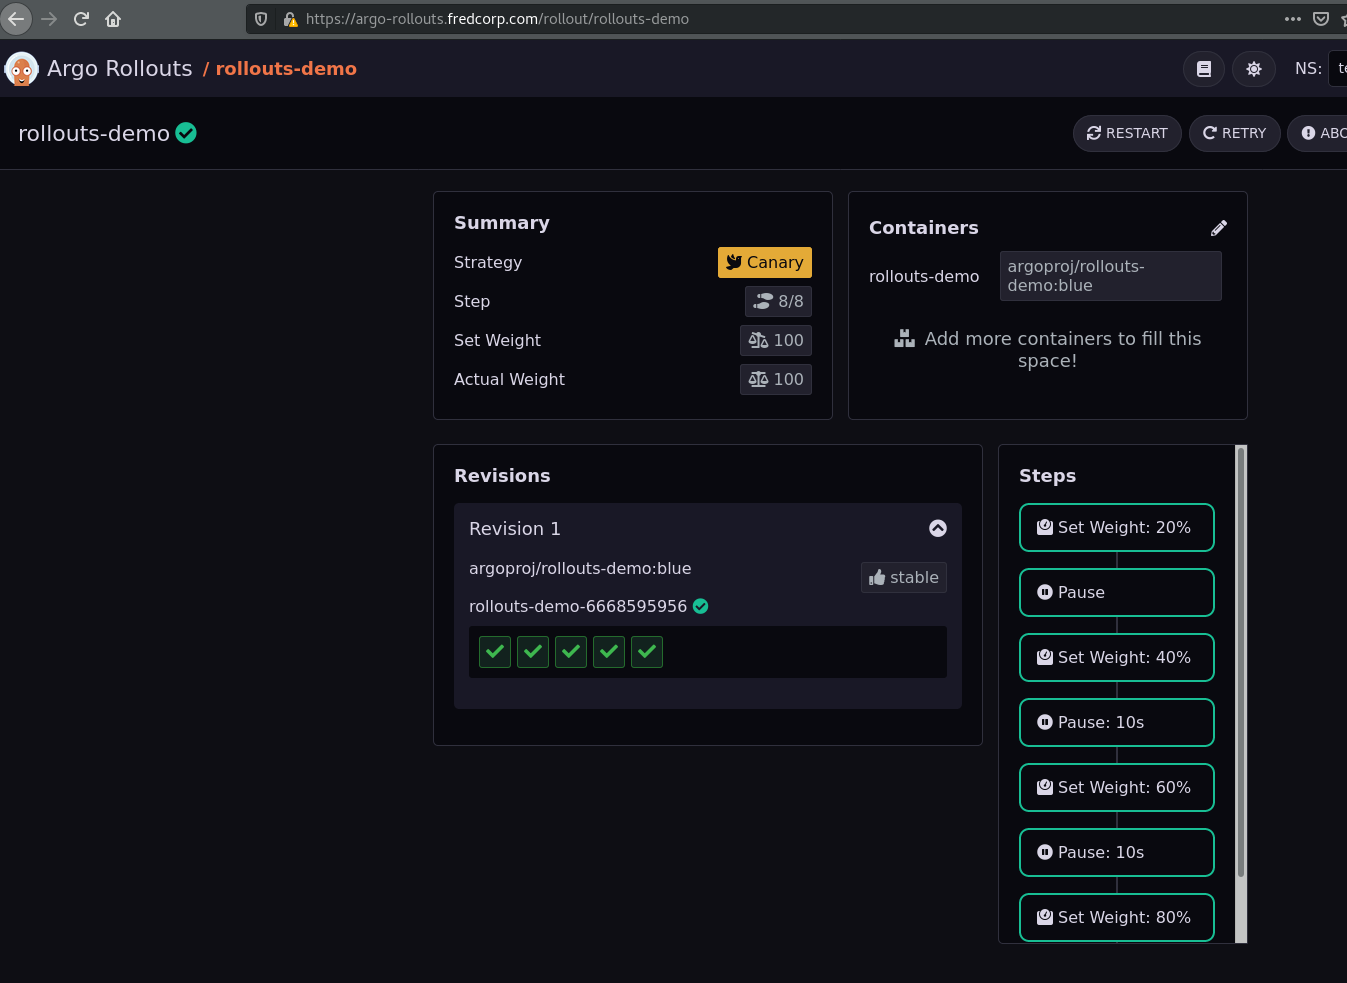 https://argo-rollouts.fredcorp.com/rollout/rollouts-demo
Argo Rollouts / rollouts-demo
NS:
rollouts-demo
RESTART
RETRY
Summary
Strategy
Canary
Step
8/8
Set Weight
100
Actual Weight
100
Containers
rollouts-demo
argoproj/rollouts-
demo:blue
Add more containers to fill this
space!
Revisions
Revision 1
argoproj/rollouts-demo:blue
stable
rollouts-demo-6668595956
Steps
Set Weight: 20%
Pause
Set Weight: 40%
Pause: 10s
Set Weight: 60%
Pause: 10s
Set Weight: 80%